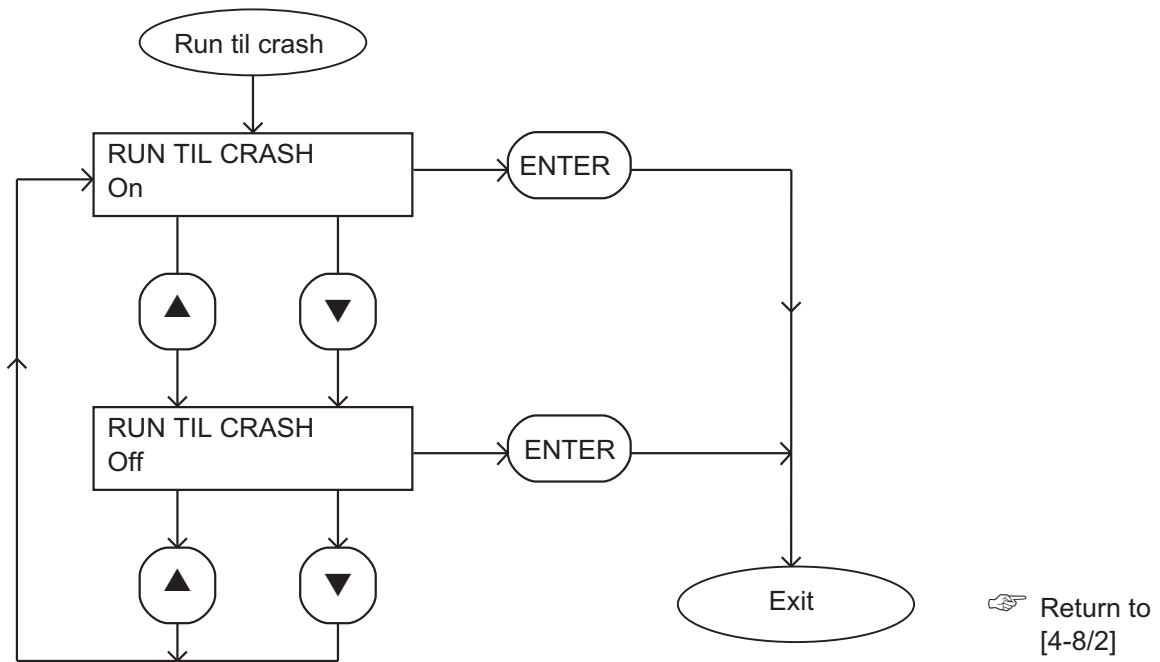 Run til crash
RUN TIL CRASH
On
ENTER
▲ ▼
RUN TIL CRASH
Off
ENTER
▲ ▼
Exit
☞ Return to
[4-8/2]